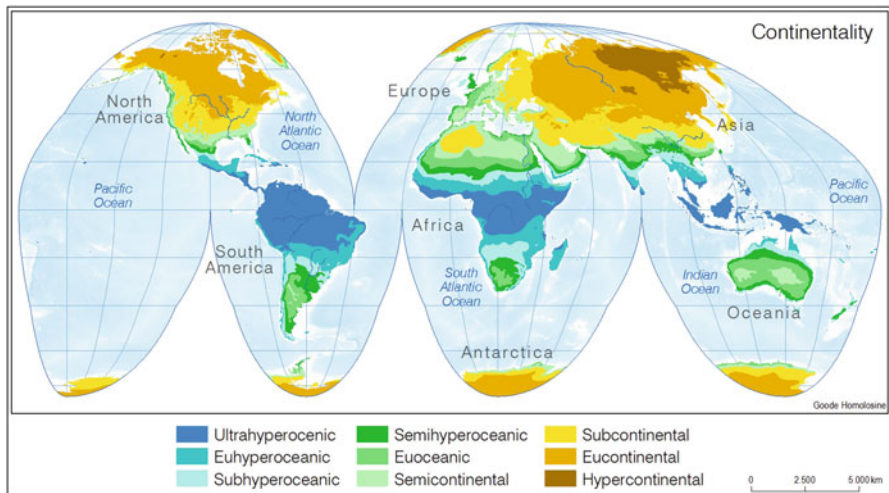 Continentality
North
America
North
Atlantic
Ocean
Europe
Asia
Pacific
Ocean
Pacific
Ocean
South
America
Africa
South
Atlantic
Ocean
Indian
Ocean
Oceania
Antarctica
Goode Homolosine
Ultrahyperocenic
Semihyperoceanic
Subcontinental
Euhyperoceanic
Euoceanic
Eucontinental
Subhyperoceanic
Semicontinental
Hypercontinental
0 2.500 5.000 km